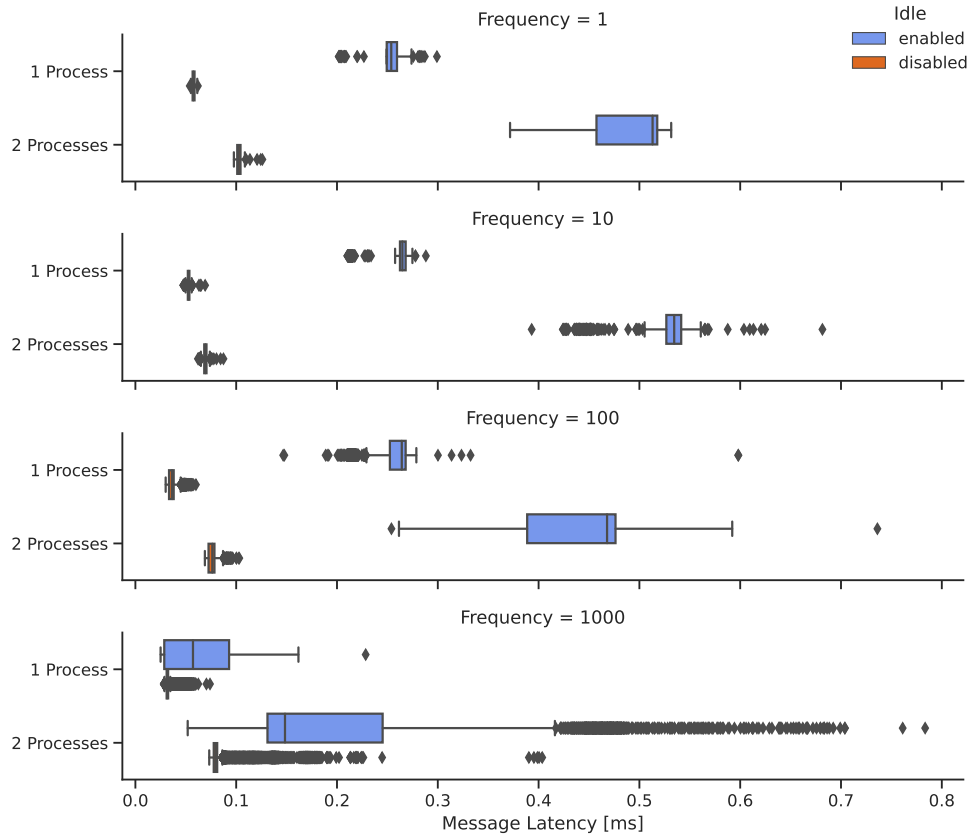 Frequency = 1
Idle
enabled
disabled
1 Process
2 Processes
Frequency = 10
1 Process
2 Processes
Frequency = 100
1 Process
2 Processes
Frequency = 1000
1 Process
2 Processes
0.0 0.1 0.2 0.3 0.4 0.5 0.6 0.7 0.8
Message Latency [ms]